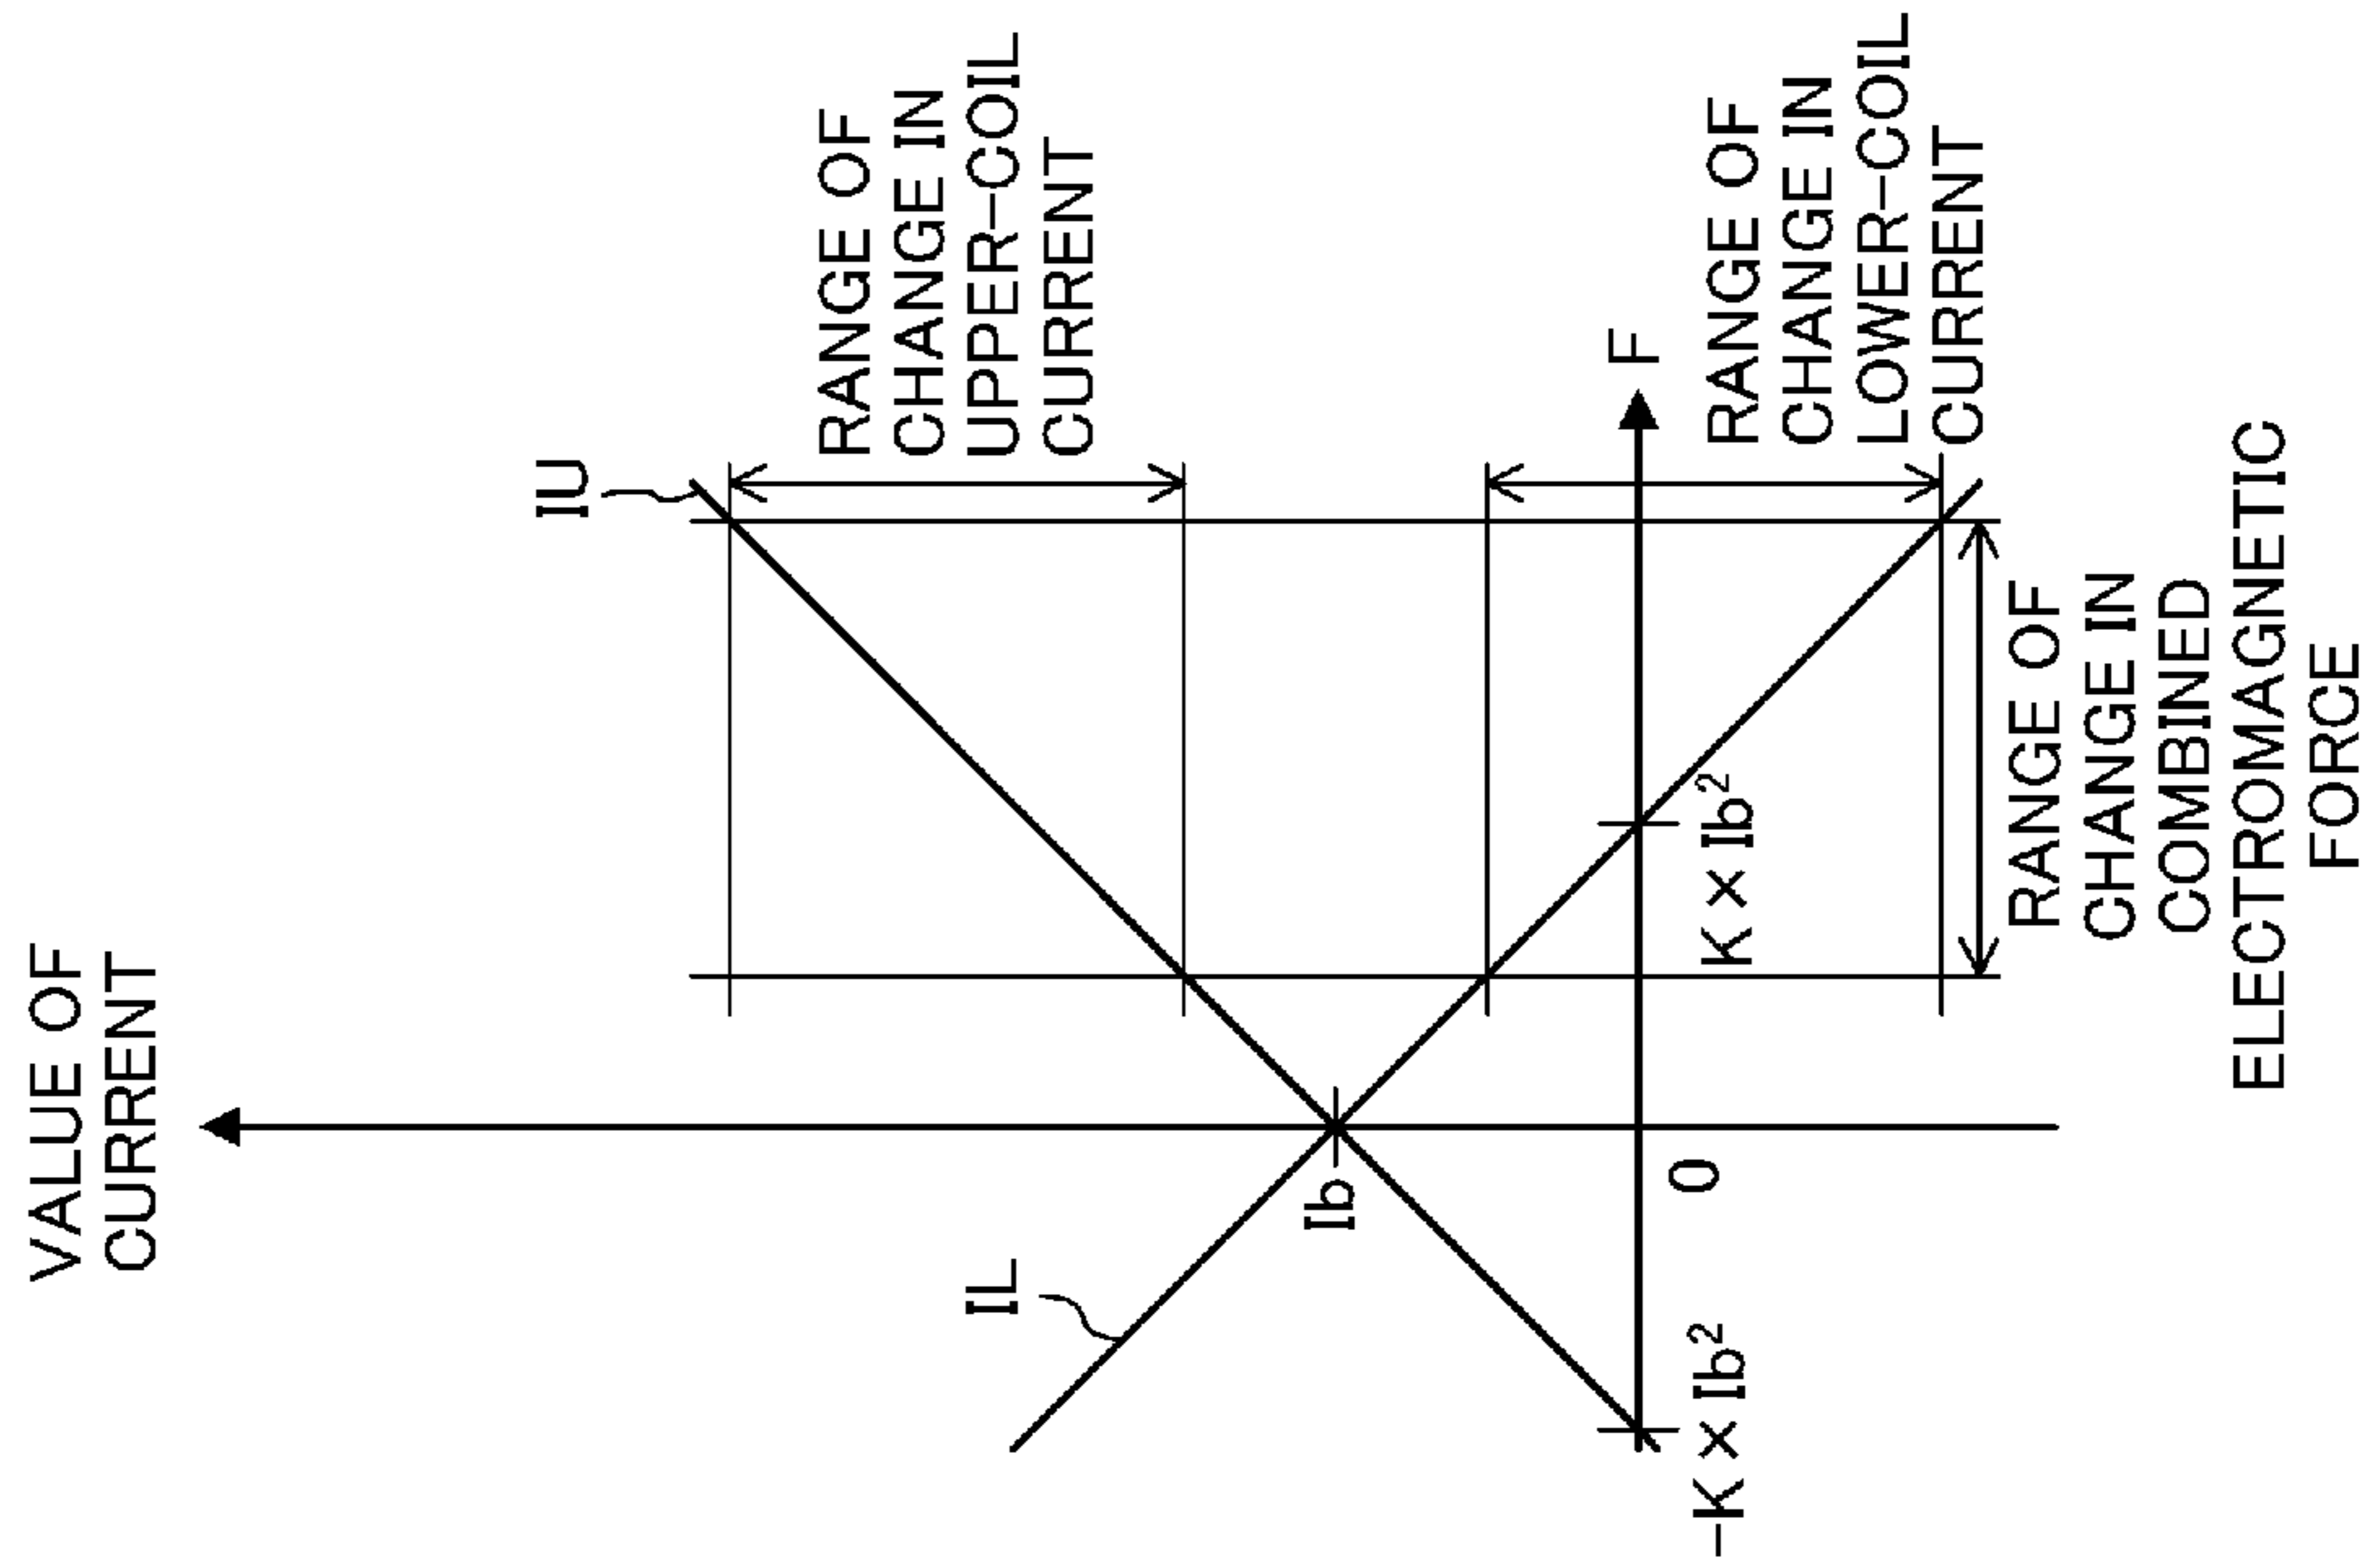 VALUE OF
CURRENT
IU
RANGE OF
CHANGE IN
UPPER-COIL
CURRENT
IL
Ib
F
0
K × Ib²
-K × Ib²
RANGE OF
CHANGE IN
LOWER-COIL
CURRENT
RANGE OF
CHANGE IN
COMBINED
ELECTROMAGNETIC
FORCE